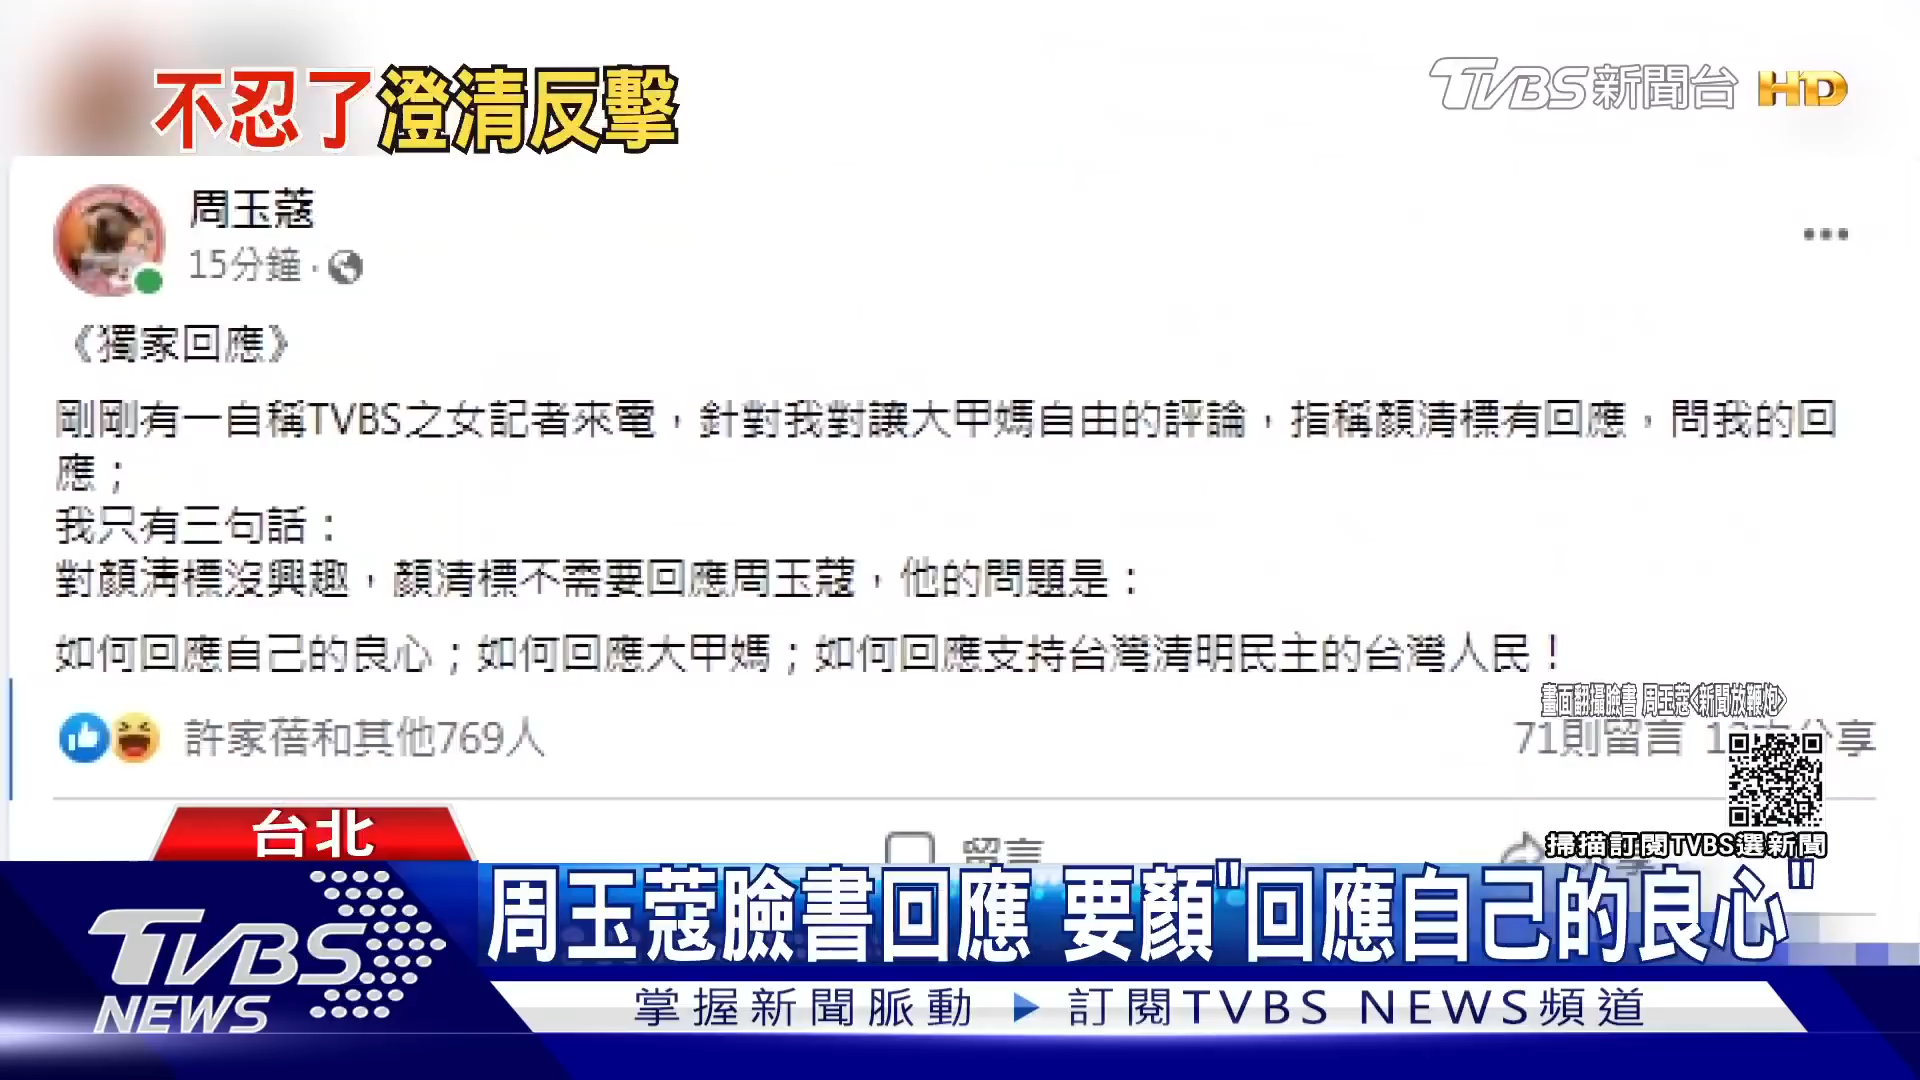 不忍了澄清反擊
TVBS新聞台 HD
周玉蔻
15分鐘·
《獨家回應》
剛剛有一自稱TVBS之女記者來電，針對我對讓大甲媽自由的評論，指稱顏清標有回應，問我的回
應；
我只有三句話：
對顏清標沒興趣，顏清標不需要回應周玉蔻，他的問題是：
如何回應自己的良心；如何回應大甲媽；如何回應支持台灣清明民主的台灣人民！
畫面翻攝臉書 周玉蔻<新聞放鞭炮>
許家蓓和其他769人
71則留言
分享
留言
掃描訂閱TVBS選新聞
台北
周玉蔻臉書回應 要顏"回應自己的良心"
TVBS
NEWS
掌握新聞脈動 ▶ 訂閱TVBS NEWS頻道